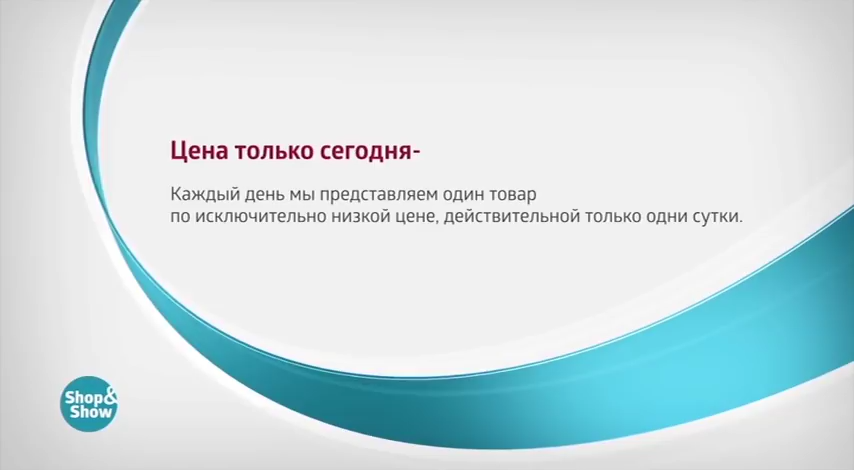 Цена только сегодня-
Каждый день мы представляем один товар
по исключительно низкой цене, действительной только одни сутки.
Shop&
Show